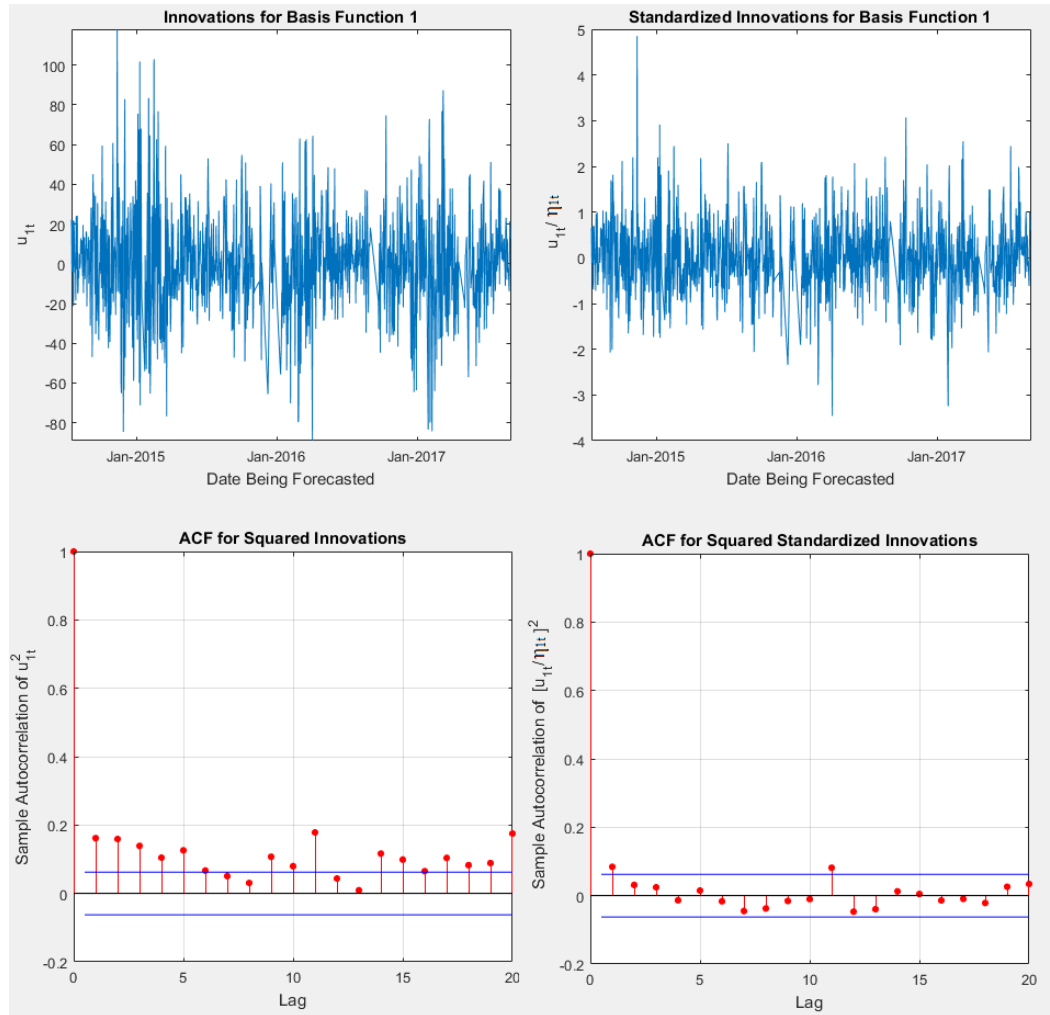 Innovations for Basis Function 1
100
80
60
40
20
0
-20
-40
-60
-80
u1t
Jan-2015 Jan-2016 Jan-2017
Date Being Forecasted
Standardized Innovations for Basis Function 1
5
4
3
2
1
0
-1
-2
-3
-4
u1t/η1t
Jan-2015 Jan-2016 Jan-2017
Date Being Forecasted
ACF for Squared Innovations
1
0.8
0.6
0.4
0.2
0
-0.2
Sample Autocorrelation of u²1t
0 5 10 15 20
Lag
ACF for Squared Standardized Innovations
1
0.8
0.6
0.4
0.2
0
-0.2
Sample Autocorrelation of [u1t/η1t]²
0 5 10 15 20
Lag